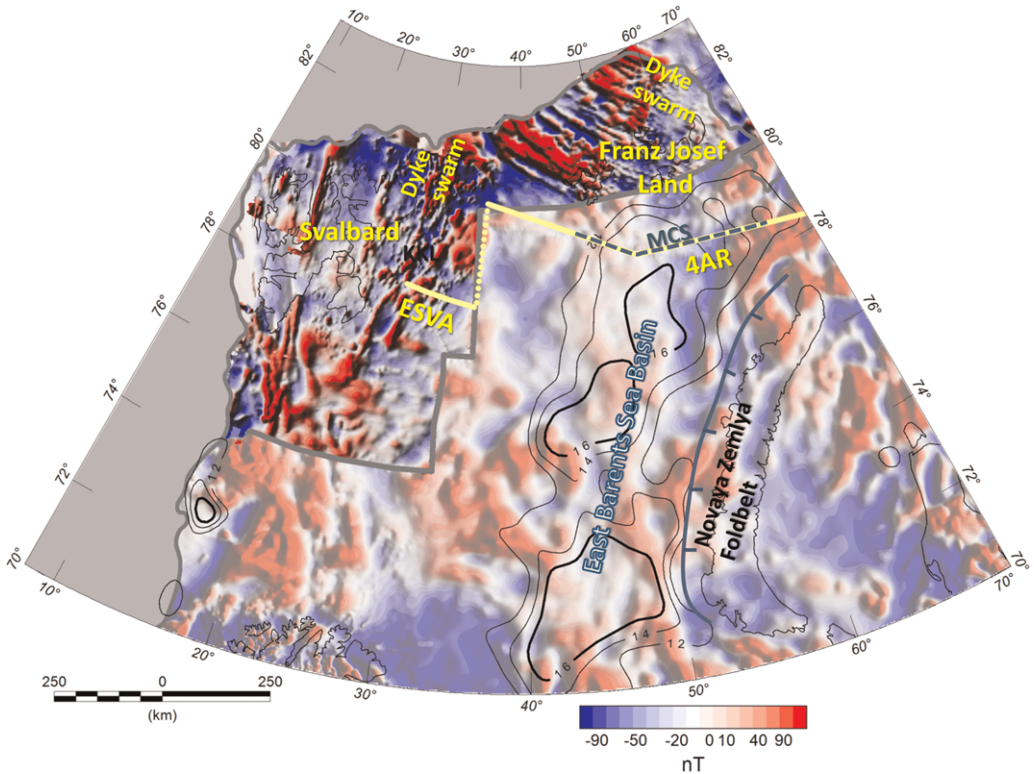 10°
20°
30°
40°
50°
60°
70°
82°
82°
80°
80°
78°
78°
76°
76°
74°
74°
72°
72°
70°
70°
Dyke
swarm
Franz Josef
Land
Dyke
swarm
Svalbard
KKL
ESVA
MCS
4AR
12
16
16
14
12
16
14
12
East Barents Sea Basin
Novaya Zemlya
Foldbelt
10°
20°
30°
40°
50°
60°
250 0 250
(km)
-90 -50 -20 0 10 40 90
nT